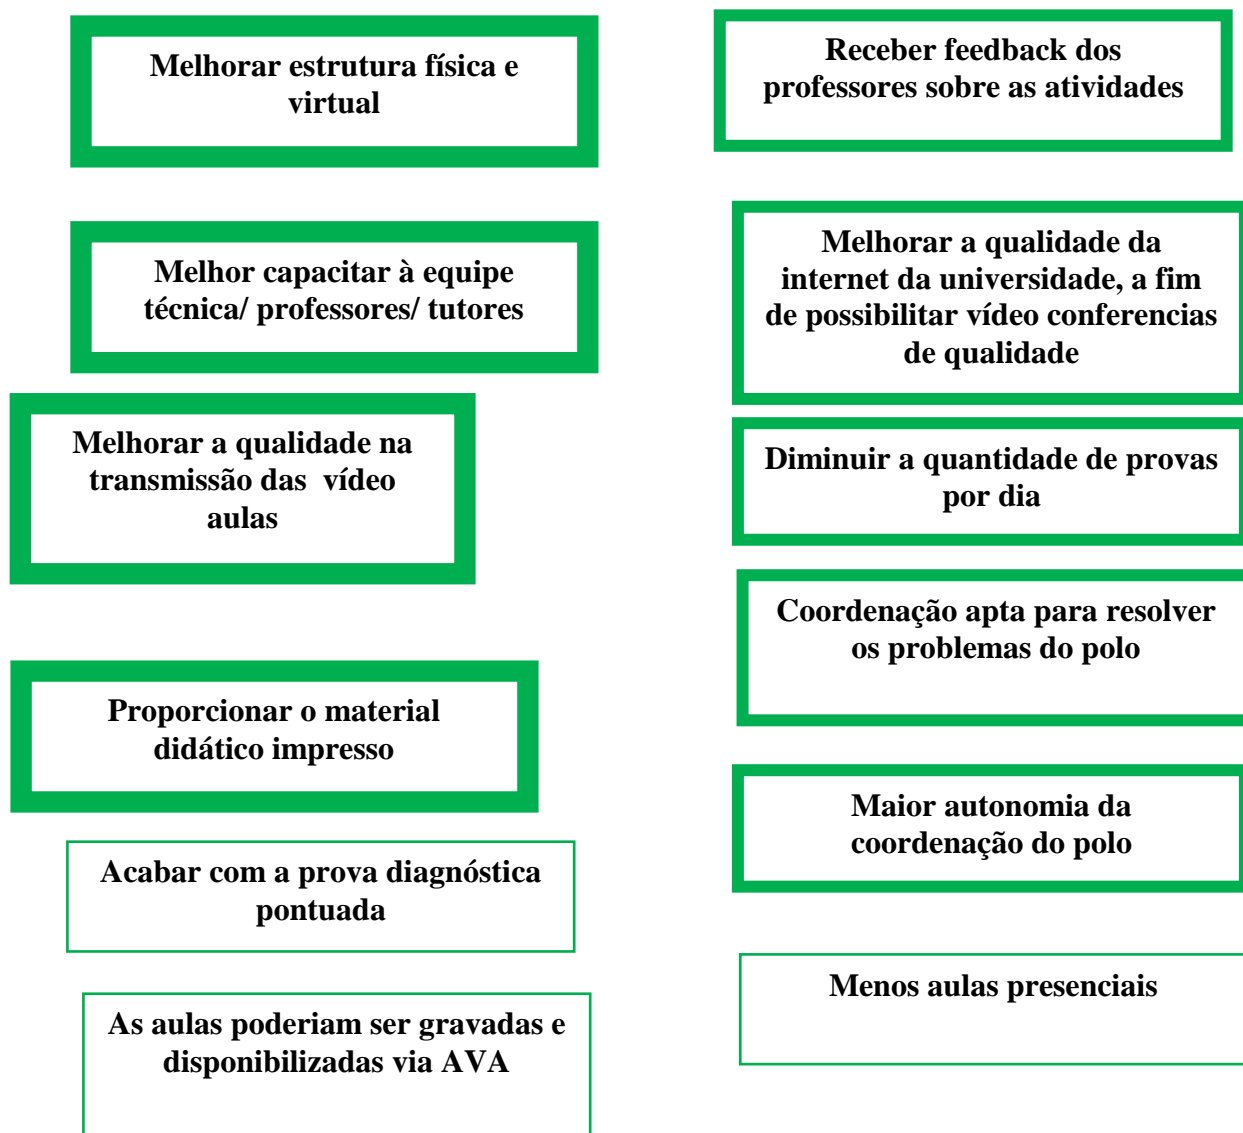 Melhorar estrutura física e
virtual
Melhor capacitar à equipe
técnica/ professores/ tutores
Melhorar a qualidade na
transmissão das  vídeo
aulas
Proporcionar o material
didático impresso
Acabar com a prova diagnóstica
pontuada
As aulas poderiam ser gravadas e
disponibilizadas via AVA
Receber feedback dos
professores sobre as atividades
Melhorar a qualidade da
internet da universidade, a fim
de possibilitar vídeo conferencias
de qualidade
Diminuir a quantidade de provas
por dia
Coordenação apta para resolver
os problemas do polo
Maior autonomia da
coordenação do polo
Menos aulas presenciais